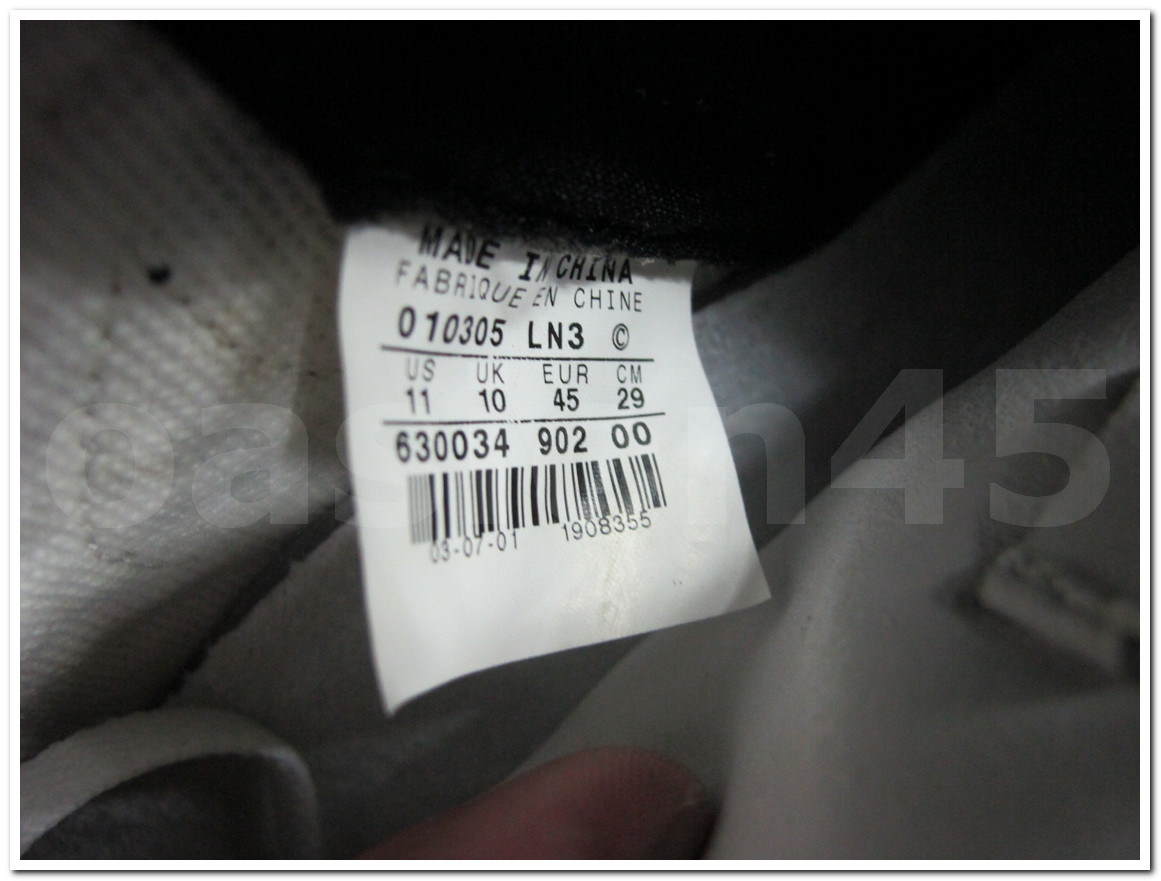 MADE IN CHINA
FABRIQUE EN CHINE
010305 LN3 ©
US UK EUR CM
11 10 45 29
630034 902 00
03-07-01 1908355